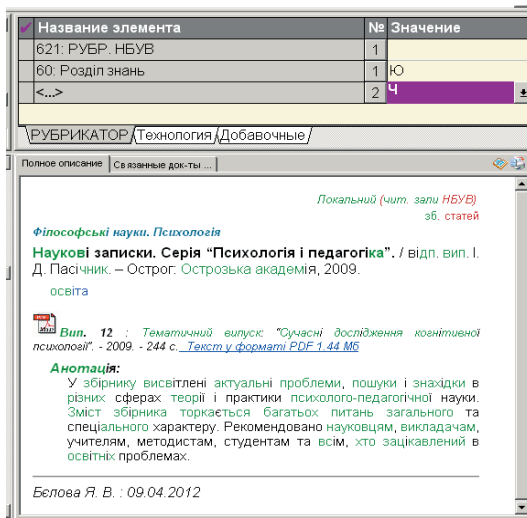 Название элемента № Значение
621: РУБР. НБУВ 1
60: Розділ знань 1 Ю
<...> 2 Ч
РУБРИКАТОР Технология Добавочные
Полное описание Связанные док-ты ...
Локальний (чит. зали НБУВ)
зб. статей
Філософські науки. Психологія
Наукові записки. Серія “Психологія і педагогіка”. / відп. вип. І.
Д. Пасічник. – Острог: Острозька академія, 2009.
освіта
Вип. 12 : Тематичний випуск: "Сучасні дослідження когнітивної
психології". - 2009. - 244 с. Текст у форматі PDF 1.44 Мб
Анотація:
У збірнику висвітлені актуальні проблеми, пошуки і знахідки в
різних сферах теорії і практики психолого-педагогічної науки.
Зміст збірника торкається багатьох питань загального та
спеціального характеру. Рекомендовано науковцям, викладачам,
учителям, методистам, студентам та всім, хто зацікавлений в
освітніх проблемах.
Бєлова Я. В. : 09.04.2012